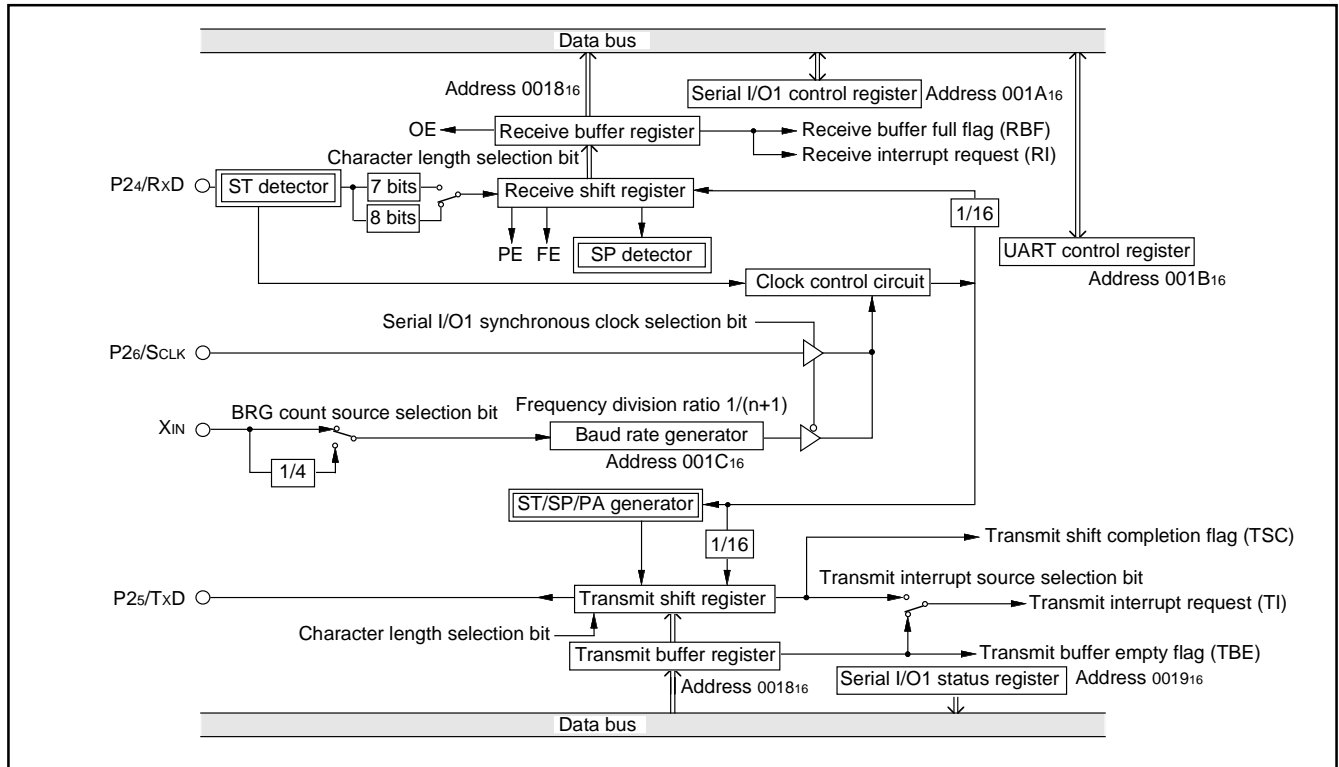 Data bus
Address 001816
Serial I/O1 control register
Address 001A16
OE
Receive buffer register
Receive buffer full flag (RBF)
Receive interrupt request (RI)
Character length selection bit
P24/RXD
ST detector
7 bits
8 bits
Receive shift register
1/16
PE
FE
SP detector
UART control register
Address 001B16
Clock control circuit
Serial I/O1 synchronous clock selection bit
P26/SCLK
BRG count source selection bit
Frequency division ratio 1/(n+1)
XIN
1/4
Baud rate generator
Address 001C16
ST/SP/PA generator
1/16
Transmit shift completion flag (TSC)
Transmit interrupt source selection bit
P25/TXD
Transmit shift register
Transmit interrupt request (TI)
Character length selection bit
Transmit buffer register
Transmit buffer empty flag (TBE)
Address 001816
Serial I/O1 status register
Address 001916
Data bus